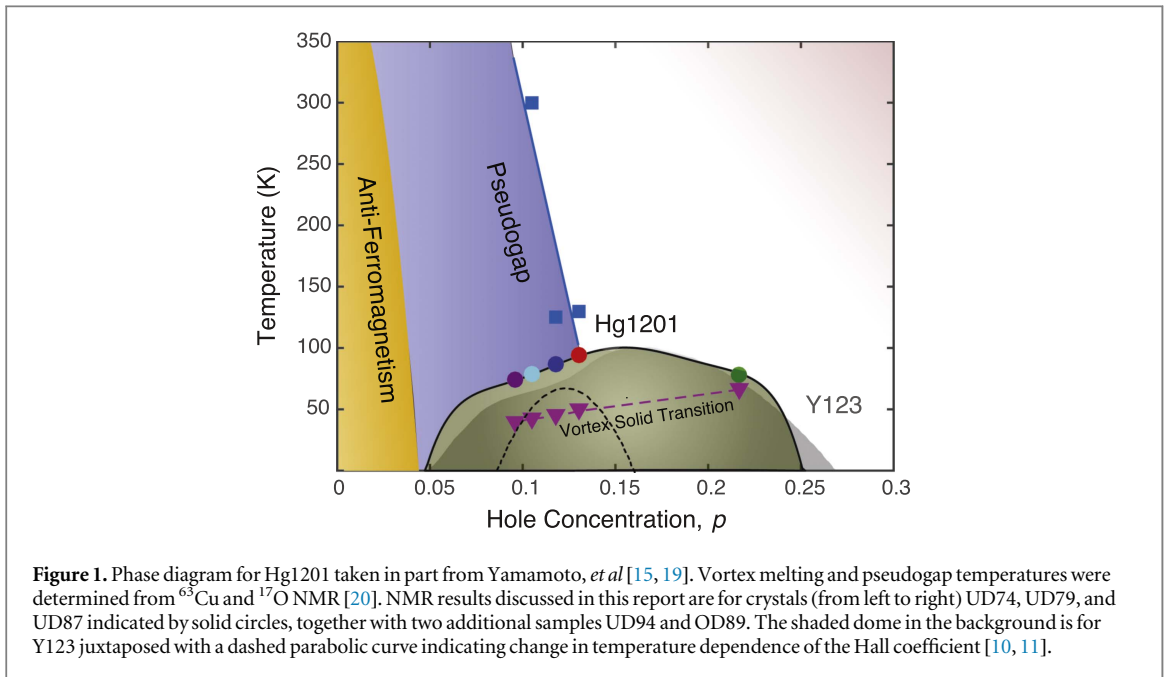 350
300
250
200
150
100
50
Temperature (K)
Anti-Ferromagnetism
Pseudogap
Hg1201
Vortex Solid Transition
Y123
0
0.05
0.1
0.15
0.2
0.25
0.3
Hole Concentration, p
Figure 1. Phase diagram for Hg1201 taken in part from Yamamoto, et al [15, 19]. Vortex melting and pseudogap temperatures were
determined from ⁶³Cu and ¹⁷O NMR [20]. NMR results discussed in this report are for crystals (from left to right) UD74, UD79, and
UD87 indicated by solid circles, together with two additional samples UD94 and OD89. The shaded dome in the background is for
Y123 juxtaposed with a dashed parabolic curve indicating change in temperature dependence of the Hall coefficient [10, 11].